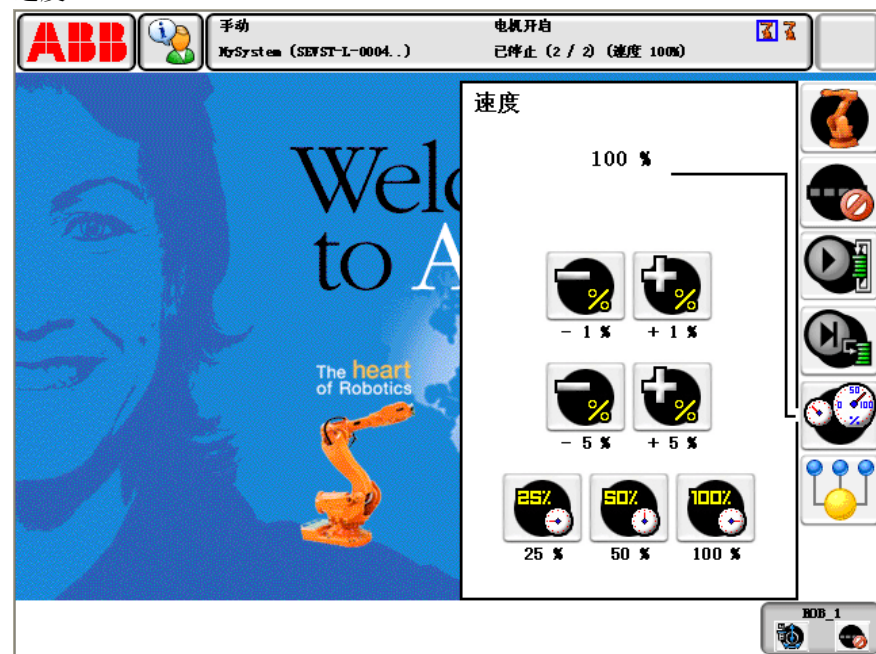 ABB
手动
MySystem (SEVST-L-0004..)
电机开启
已停止 (2 / 2) (速度 100%)
Welc
to A
The heart
of Robotics
速度
100 %
%
%
- 1 %
+ 1 %
%
%
- 5 %
+ 5 %
25%
50%
100%
25 %
50 %
100 %
50
0
100
%
ROB_1